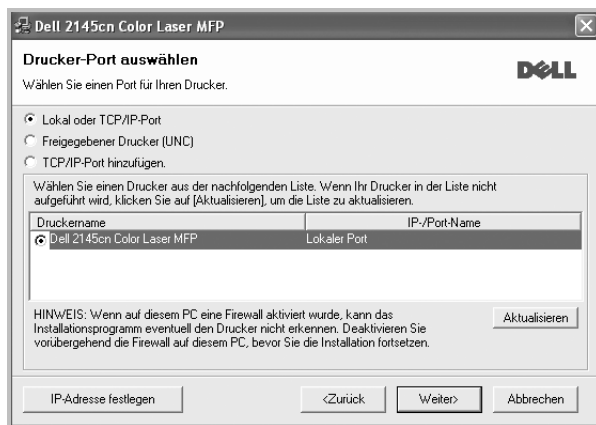 Dell 2145cn Color Laser MFP
Drucker-Port auswählen
Wählen Sie einen Port für Ihren Drucker.
DELL
Lokal oder TCP/IP-Port
Freigegebener Drucker (UNC)
TCP/IP-Port hinzufügen.
Wählen Sie einen Drucker aus der nachfolgenden Liste. Wenn Ihr Drucker in der Liste nicht
aufgeführt wird, klicken Sie auf [Aktualisieren], um die Liste zu aktualisieren.
Druckername IP-/Port-Name
Dell 2145cn Color Laser MFP Lokaler Port
HINWEIS: Wenn auf diesem PC eine Firewall aktiviert wurde, kann das
Installationsprogramm eventuell den Drucker nicht erkennen. Deaktivieren Sie
vorübergehend die Firewall auf diesem PC, bevor Sie die Installation fortsetzen.
Aktualisieren
IP-Adresse festlegen <Zurück Weiter> Abbrechen